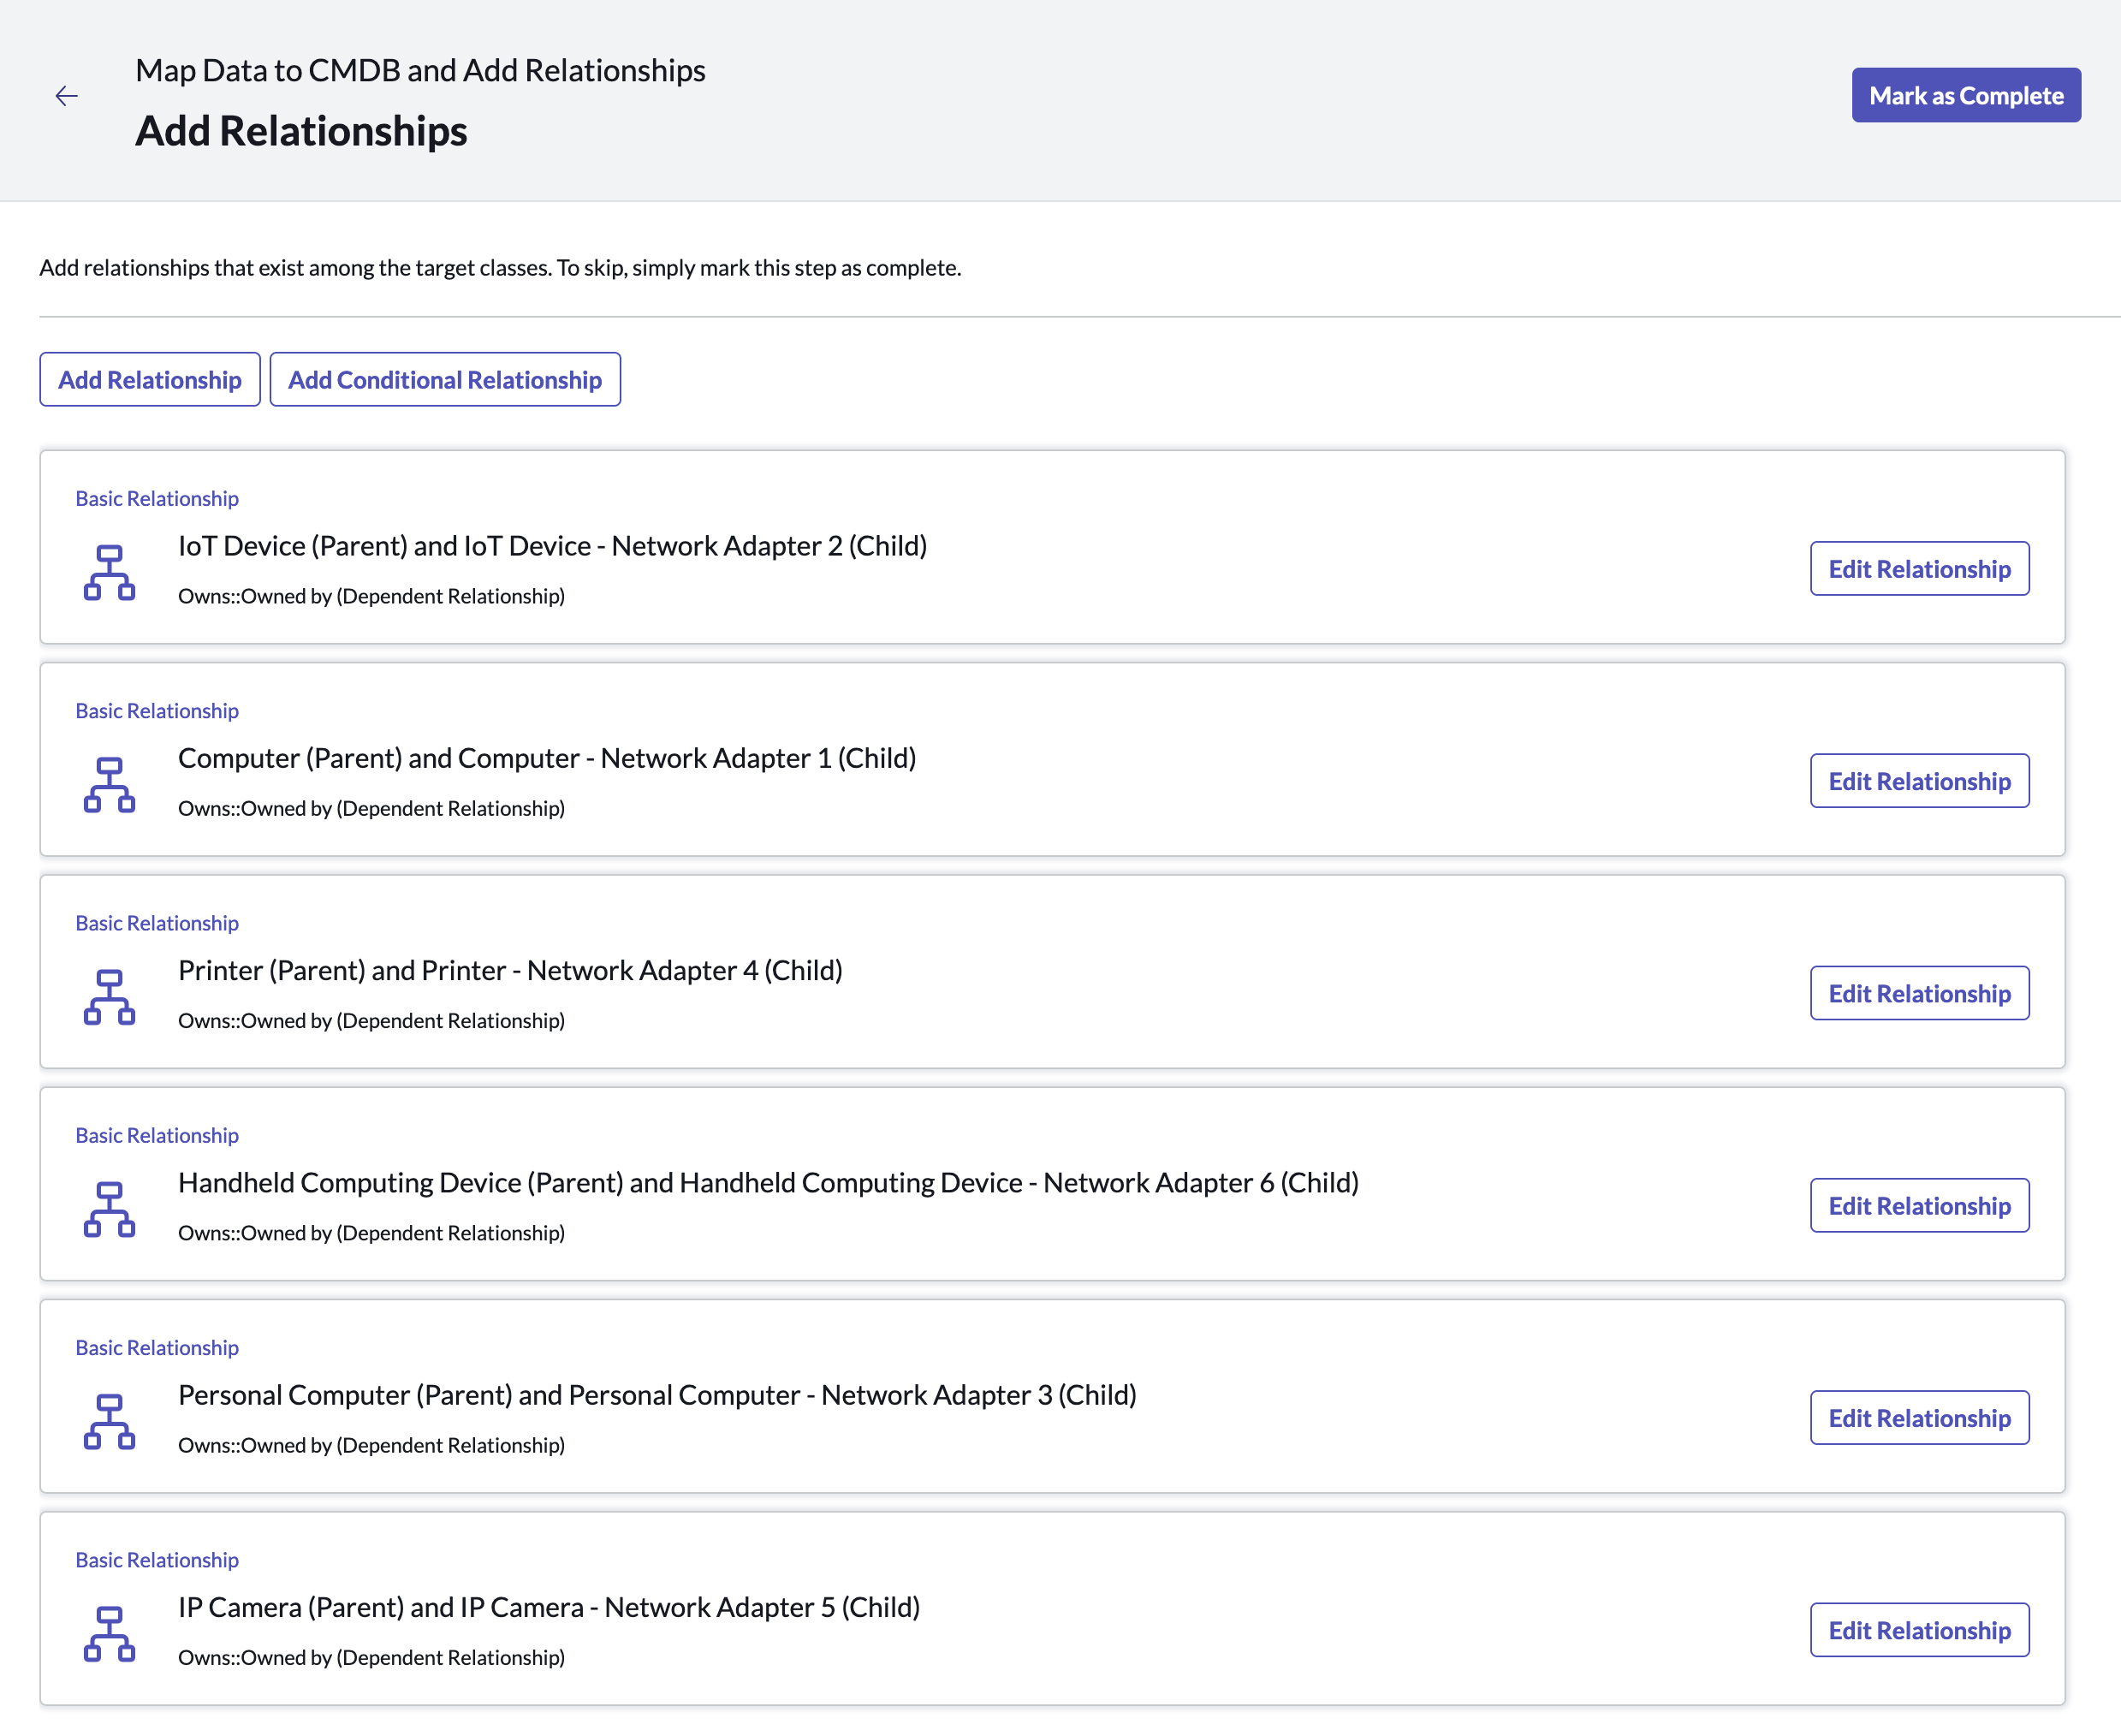 Map Data to CMDB and Add Relationships
Add Relationships
Mark as Complete
Add relationships that exist among the target classes. To skip, simply mark this step as complete.
Add Relationship
Add Conditional Relationship
Basic Relationship
IoT Device (Parent) and IoT Device - Network Adapter 2 (Child)
Owns::Owned by (Dependent Relationship)
Edit Relationship
Basic Relationship
Computer (Parent) and Computer - Network Adapter 1 (Child)
Owns::Owned by (Dependent Relationship)
Edit Relationship
Basic Relationship
Printer (Parent) and Printer - Network Adapter 4 (Child)
Owns::Owned by (Dependent Relationship)
Edit Relationship
Basic Relationship
Handheld Computing Device (Parent) and Handheld Computing Device - Network Adapter 6 (Child)
Owns::Owned by (Dependent Relationship)
Edit Relationship
Basic Relationship
Personal Computer (Parent) and Personal Computer - Network Adapter 3 (Child)
Owns::Owned by (Dependent Relationship)
Edit Relationship
Basic Relationship
IP Camera (Parent) and IP Camera - Network Adapter 5 (Child)
Owns::Owned by (Dependent Relationship)
Edit Relationship